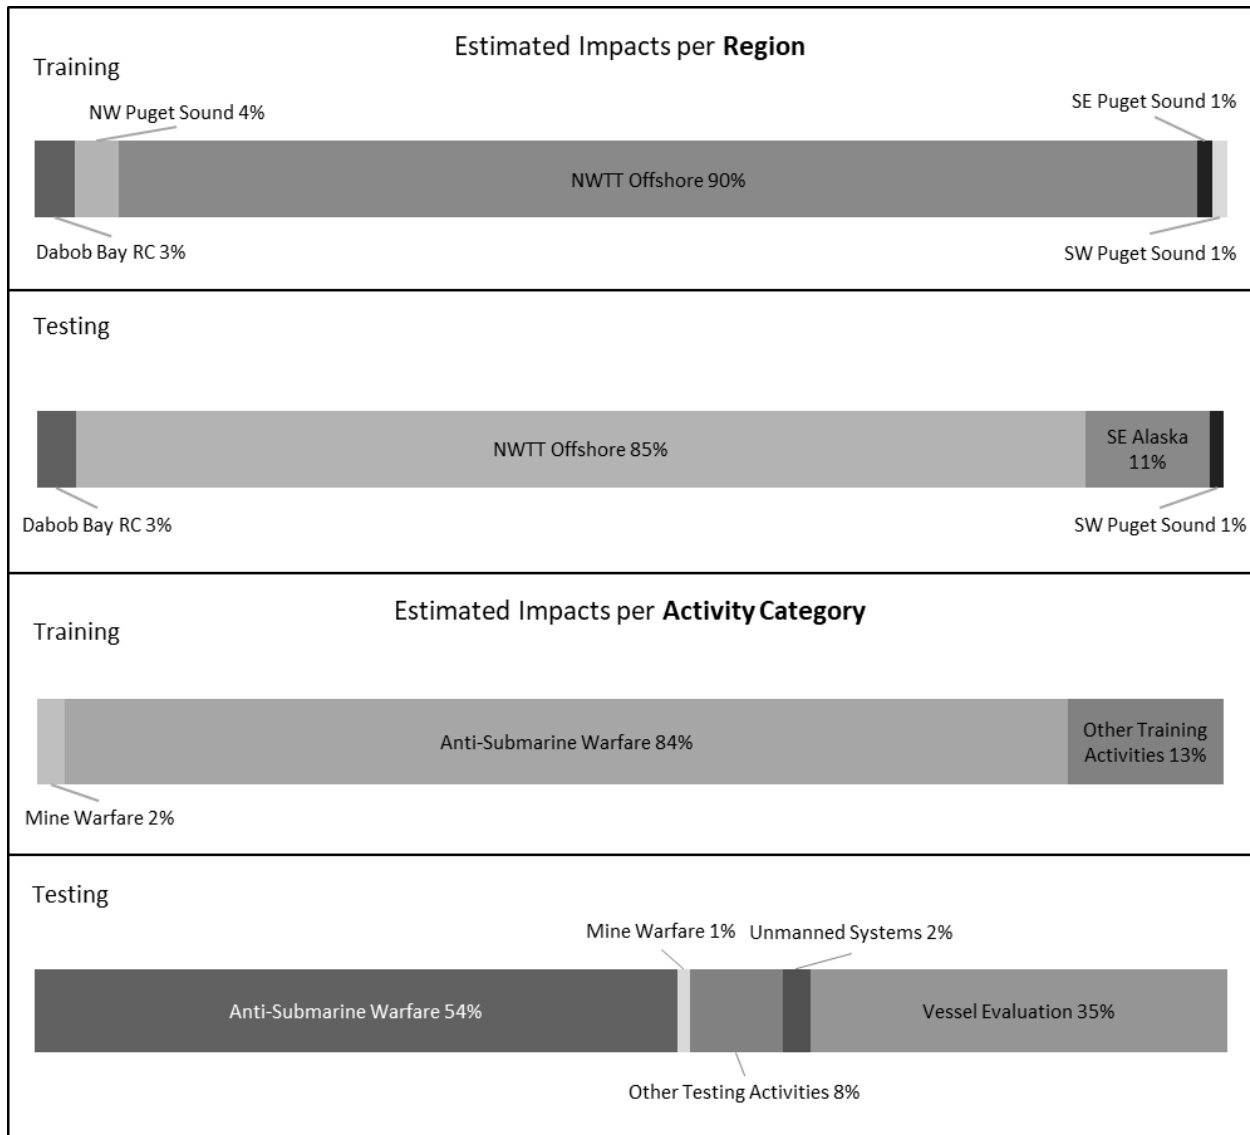 Estimated Impacts per Region
Training
NW Puget Sound 4%
SE Puget Sound 1%
NWTT Offshore 90%
Dabob Bay RC 3%
SW Puget Sound 1%
Testing
NWTT Offshore 85%
SE Alaska
11%
Dabob Bay RC 3%
SW Puget Sound 1%
Estimated Impacts per Activity Category
Training
Anti-Submarine Warfare 84%
Other Training
Activities 13%
Mine Warfare 2%
Testing
Mine Warfare 1%
Unmanned Systems 2%
Anti-Submarine Warfare 54%
Vessel Evaluation 35%
Other Testing Activities 8%